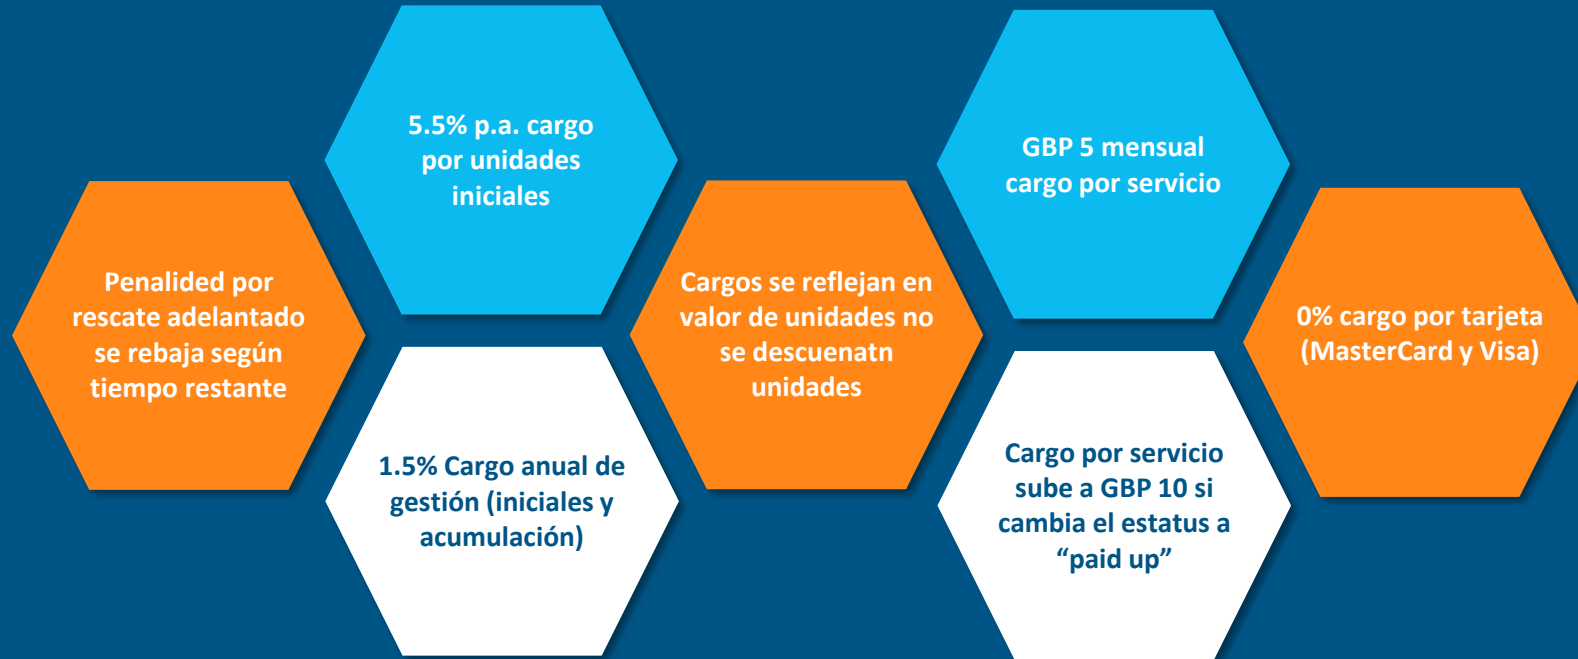 Penalided por
rescate adelantado
se rebaja según
tiempo restante
5.5% p.a. cargo
por unidades
iniciales
1.5% Cargo anual de
gestión (iniciales y
acumulación)
Cargos se reflejan en
valor de unidades no
se descuenatn
unidades
GBP 5 mensual
cargo por servicio
Cargo por servicio
sube a GBP 10 si
cambia el estatus a
“paid up”
0% cargo por tarjeta
(MasterCard y Visa)